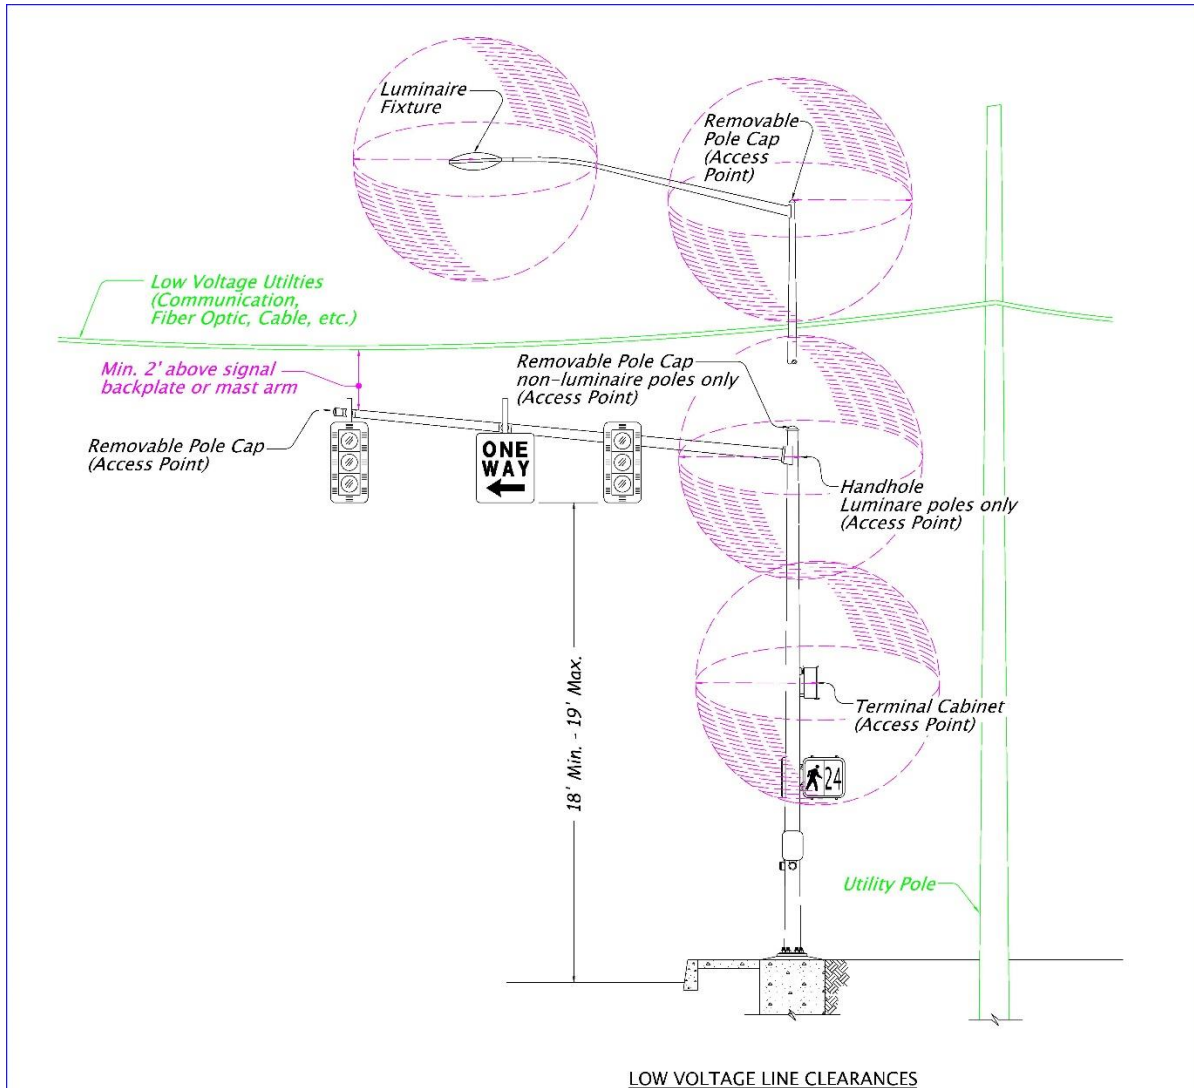 Luminaire
Fixture
Removable
Pole Cap
(Access
Point)
Low Voltage Utilties
(Communication,
Fiber Optic, Cable, etc.)
Min. 2' above signal
backplate or mast arm
Removable Pole Cap
non-luminaire poles only
(Access Point)
Removable Pole Cap
(Access Point)
ONE
WAY
Handhole
Luminare poles only
(Access Point)
18' Min. - 19' Max.
Terminal Cabinet
(Access Point)
24
Utility Pole
LOW VOLTAGE LINE CLEARANCES